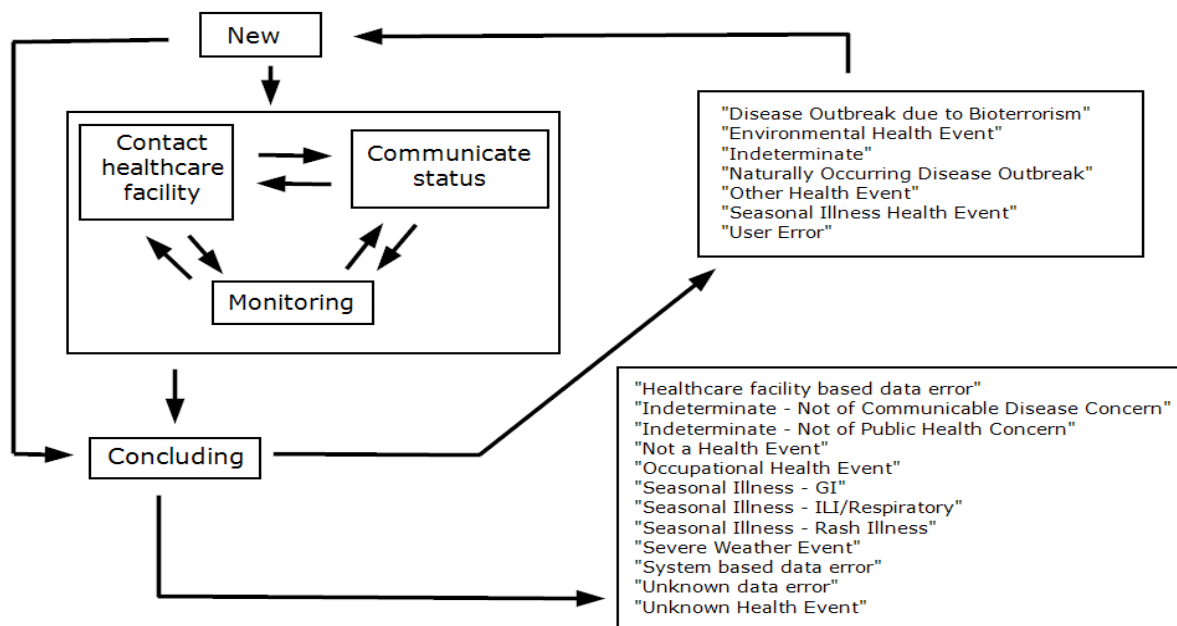 New
Contact
healthcare
facility
Communicate
status
Monitoring
Concluding
"Disease Outbreak due to Bioterrorism"
"Environmental Health Event"
"Indeterminate"
"Naturally Occurring Disease Outbreak"
"Other Health Event"
"Seasonal Illness Health Event"
"User Error"
"Healthcare facility based data error"
"Indeterminate - Not of Communicable Disease Concern"
"Indeterminate - Not of Public Health Concern"
"Not a Health Event"
"Occupational Health Event"
"Seasonal Illness - GI"
"Seasonal Illness - ILI/Respiratory"
"Seasonal Illness - Rash Illness"
"Severe Weather Event"
"System based data error"
"Unknown data error"
"Unknown Health Event"